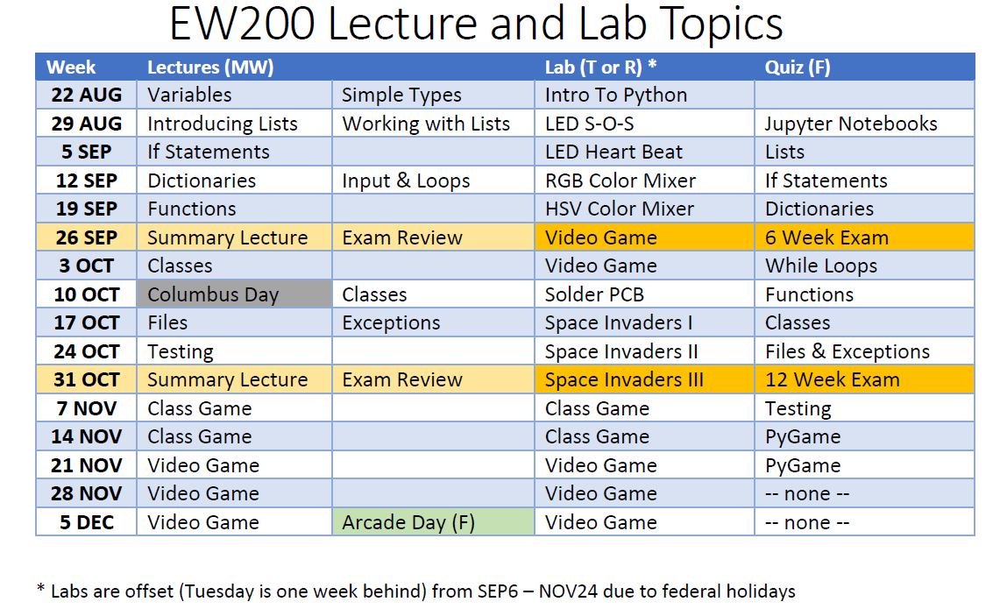 EW200 Lecture and Lab Topics
Week Lectures (MW) Lab (T or R) * Quiz (F)
22 AUG Variables Simple Types Intro To Python
29 AUG Introducing Lists Working with Lists LED S-O-S Jupyter Notebooks
5 SEP If Statements LED Heart Beat Lists
12 SEP Dictionaries Input & Loops RGB Color Mixer If Statements
19 SEP Functions HSV Color Mixer Dictionaries
26 SEP Summary Lecture Exam Review Video Game 6 Week Exam
3 OCT Classes Video Game While Loops
10 OCT Columbus Day Classes Solder PCB Functions
17 OCT Files Exceptions Space Invaders I Classes
24 OCT Testing Space Invaders II Files & Exceptions
31 OCT Summary Lecture Exam Review Space Invaders III 12 Week Exam
7 NOV Class Game Class Game Testing
14 NOV Class Game Class Game PyGame
21 NOV Video Game Video Game PyGame
28 NOV Video Game Video Game -- none --
5 DEC Video Game Arcade Day (F) Video Game -- none --
* Labs are offset (Tuesday is one week behind) from SEP6 – NOV24 due to federal holidays